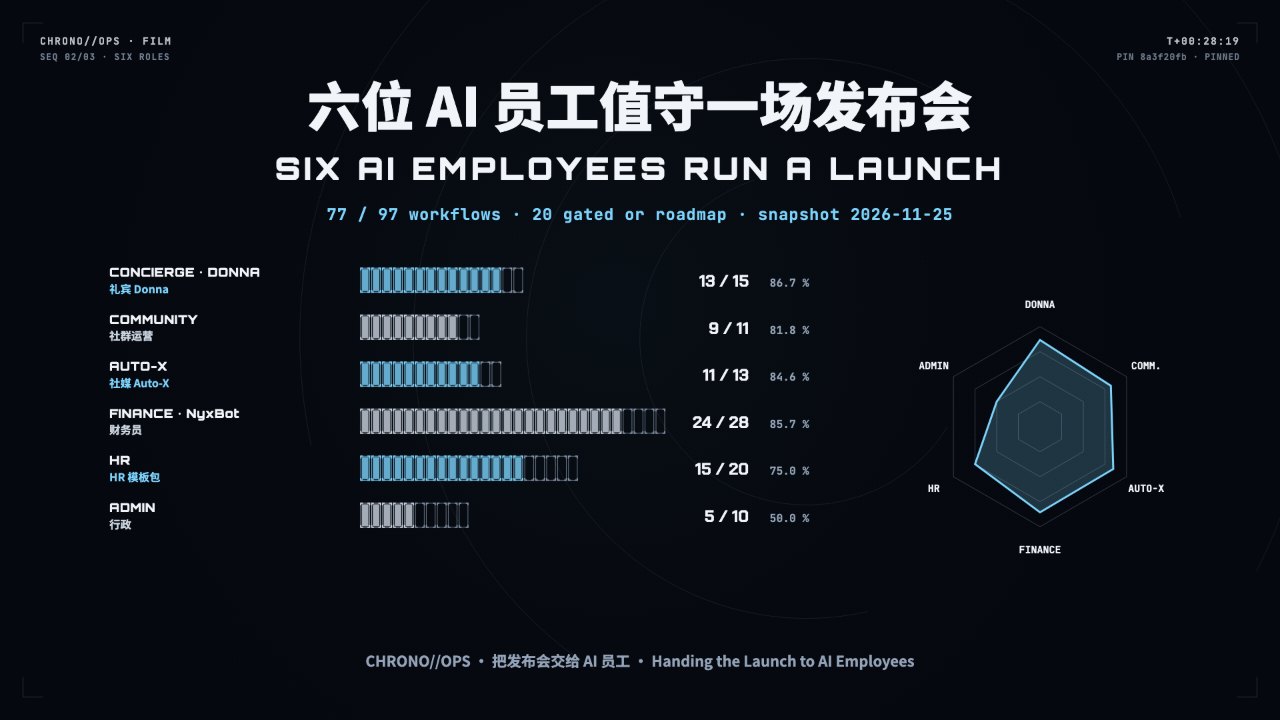 CHRONO//OPS · FILM
SEQ 02/03 · SIX ROLES
T+00:28:19
PIN 8a3f20fb · PINNED
六位 AI 员工值守一场发布会
SIX AI EMPLOYEES RUN A LAUNCH
77 / 97 workflows · 20 gated or roadmap · snapshot 2026-11-25
CONCIERGE · DONNA
礼宾 Donna
13 / 15 86.7 %
COMMUNITY
社群运营
9 / 11 81.8 %
AUTO-X
社媒 Auto-X
11 / 13 84.6 %
FINANCE · NyxBot
财务员
24 / 28 85.7 %
HR
HR 模板包
15 / 20 75.0 %
ADMIN
行政
5 / 10 50.0 %
DONNA
COMM.
AUTO-X
FINANCE
HR
ADMIN
CHRONO//OPS • 把发布会交给 AI 员工 • Handing the Launch to AI Employees